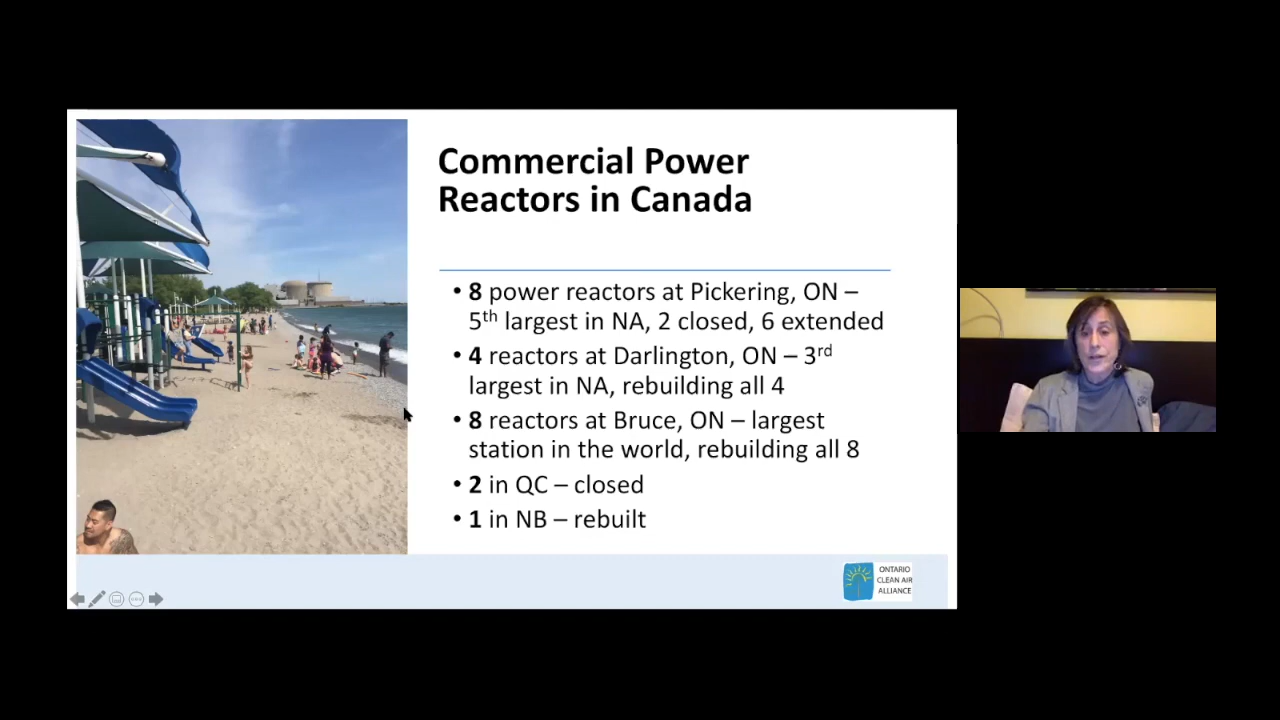 Commercial Power
Reactors in Canada
• 8 power reactors at Pickering, ON –
5th largest in NA, 2 closed, 6 extended
• 4 reactors at Darlington, ON – 3rd
largest in NA, rebuilding all 4
• 8 reactors at Bruce, ON – largest
station in the world, rebuilding all 8
• 2 in QC – closed
• 1 in NB – rebuilt
ONTARIO
CLEAN AIR
ALLIANCE